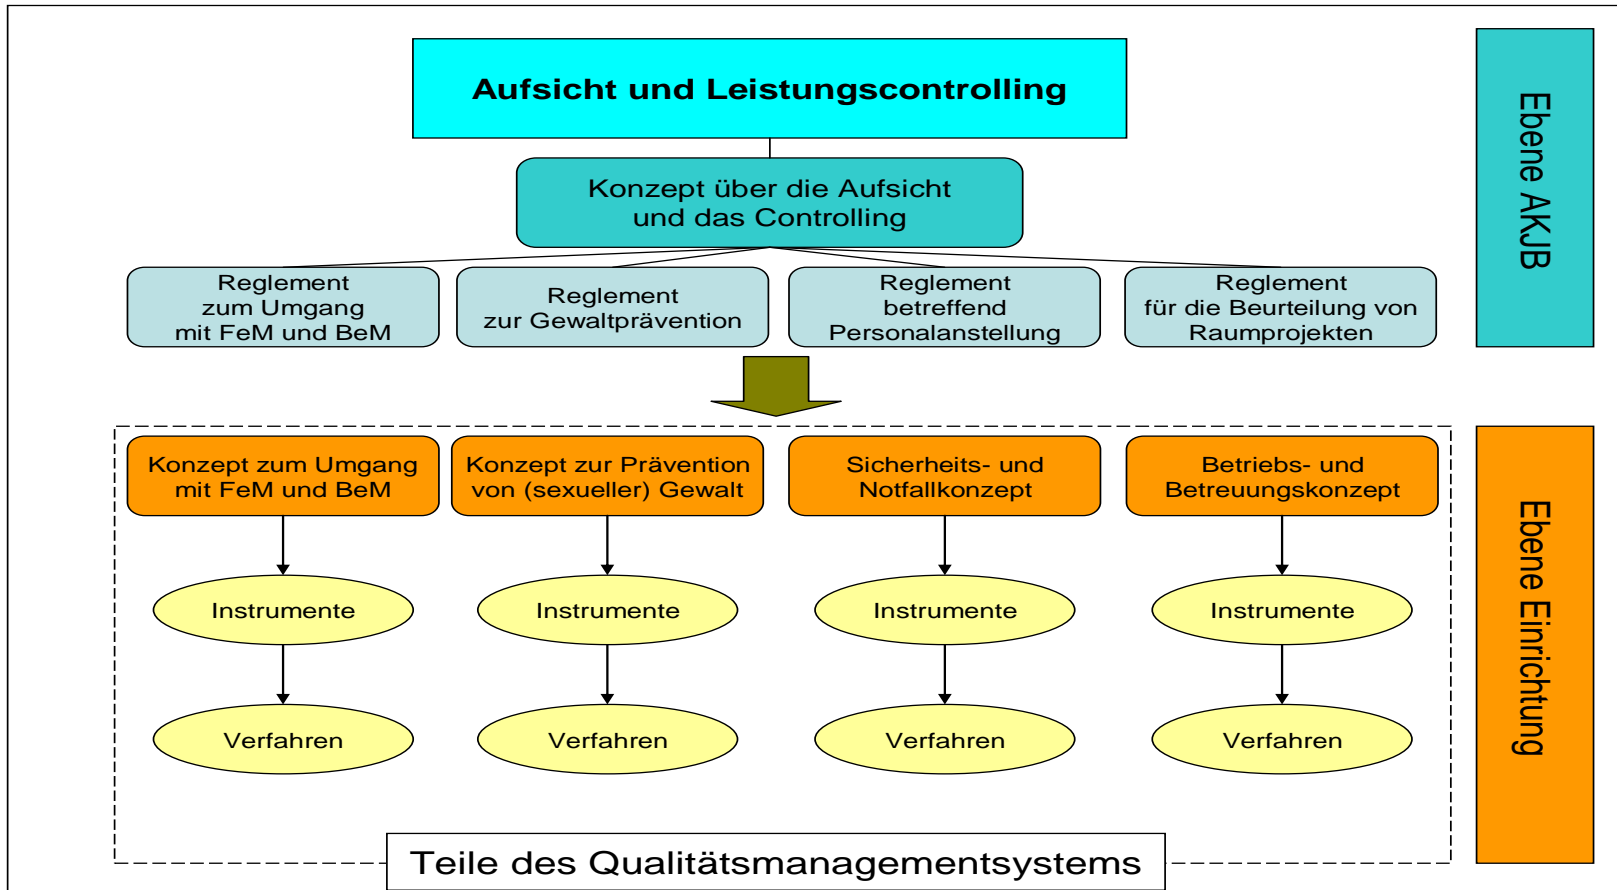 Aufsicht und Leistungscontrolling
Konzept über die Aufsicht
und das Controlling
Reglement
zum Umgang
mit FeM und BeM
Reglement
zur Gewaltprävention
Reglement
betreffend
Personalanstellung
Reglement
für die Beurteilung von
Raumprojekten
Ebene AKJB
Konzept zum Umgang
mit FeM und BeM
Konzept zur Prävention
von (sexueller) Gewalt
Sicherheits- und
Notfallkonzept
Betriebs- und
Betreuungskonzept
Instrumente
Instrumente
Instrumente
Instrumente
Verfahren
Verfahren
Verfahren
Verfahren
Ebene Einrichtung
Teile des Qualitätsmanagementsystems